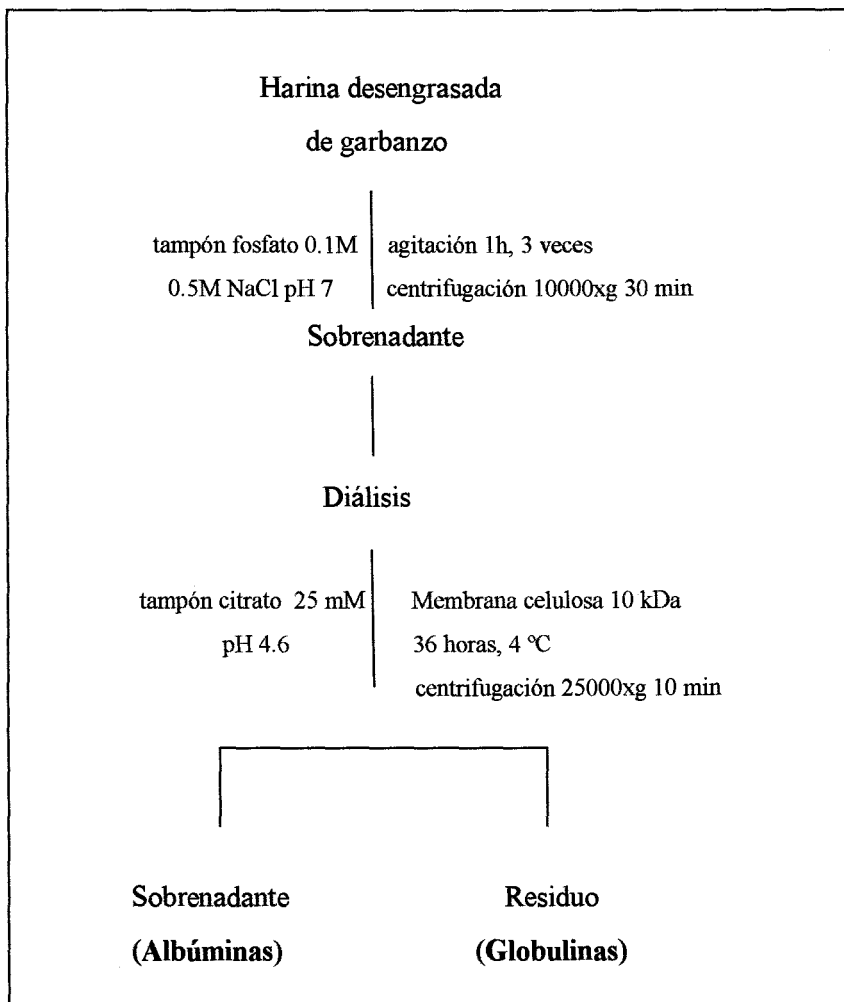 Harina desengrasada
de garbanzo
tampón fosfato 0.1M
0.5M NaCl pH 7
agitación 1h, 3 veces
centrifugación 10000xg 30 min
Sobrenadante
Diálisis
tampón citrato 25 mM
pH 4.6
Membrana celulosa 10 kDa
36 horas, 4 ºC
centrifugación 25000xg 10 min
Sobrenadante
(Albúminas)
Residuo
(Globulinas)